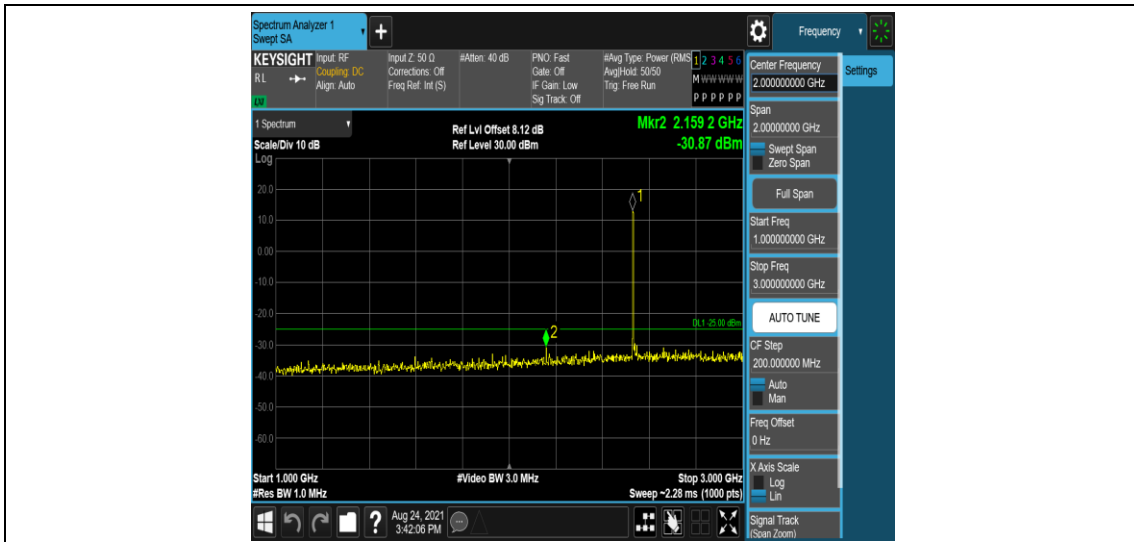 Spectrum Analyzer 1
Swept SA
+
Frequency
KEYSIGHT
RL
LXI
Input: RF
Coupling: DC
Align: Auto
Input Z: 50 Ω
Corrections: Off
Freq Ref: Int (S)
#Atten: 40 dB
PNO: Fast
Gate: Off
IF Gain: Low
Sig Track: Off
#Avg Type: Power (RMS
Avg|Hold: 50/50
Trig: Free Run
1 2 3 4 5 6
M W W W W W
P P P P P P
1 Spectrum
Scale/Div 10 dB
Ref Lvl Offset 8.12 dB
Ref Level 30.00 dBm
Mkr2 2.159 2 GHz
-30.87 dBm
Log
20.0
10.0
0.00
-10.0
-20.0
-30.0
-40.0
-50.0
-60.0
1
2
DL1 -25.00 dBm
Start 1.000 GHz
#Res BW 1.0 MHz
#Video BW 3.0 MHz
Stop 3.000 GHz
Sweep ~2.28 ms (1000 pts)
?
Aug 24, 2021
3:42:06 PM
Settings
Center Frequency
2.000000000 GHz
Span
2.00000000 GHz
Swept Span
Zero Span
Full Span
Start Freq
1.000000000 GHz
Stop Freq
3.000000000 GHz
AUTO TUNE
CF Step
200.000000 MHz
Auto
Man
Freq Offset
0 Hz
X Axis Scale
Log
Lin
Signal Track
(Span Zoom)